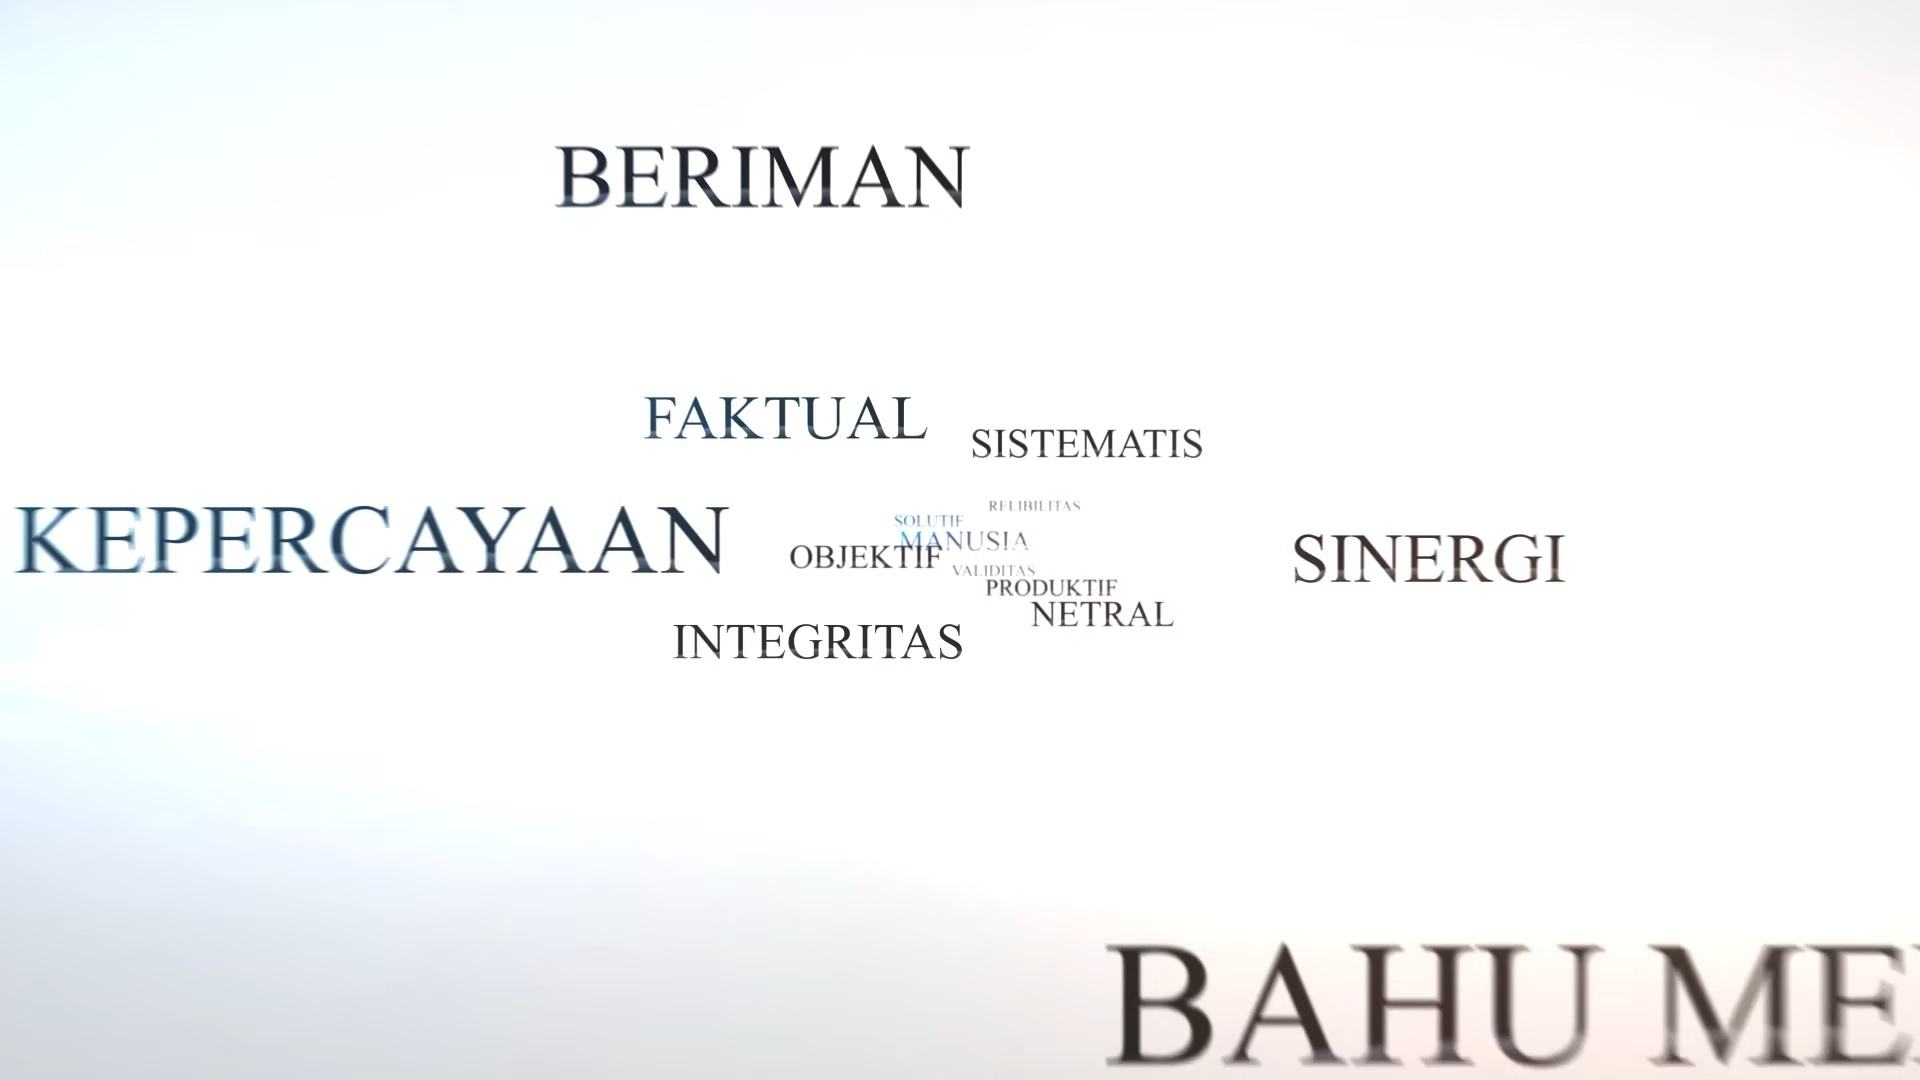 BERIMAN
FAKTUAL
SISTEMATIS
RELIBILITAS
KEPERCAYAAN
SOLUTIF
MANUSIA
OBJEKTIF
SINERGI
VALIDITAS
PRODUKTIF
NETRAL
INTEGRITAS
BAHU ME